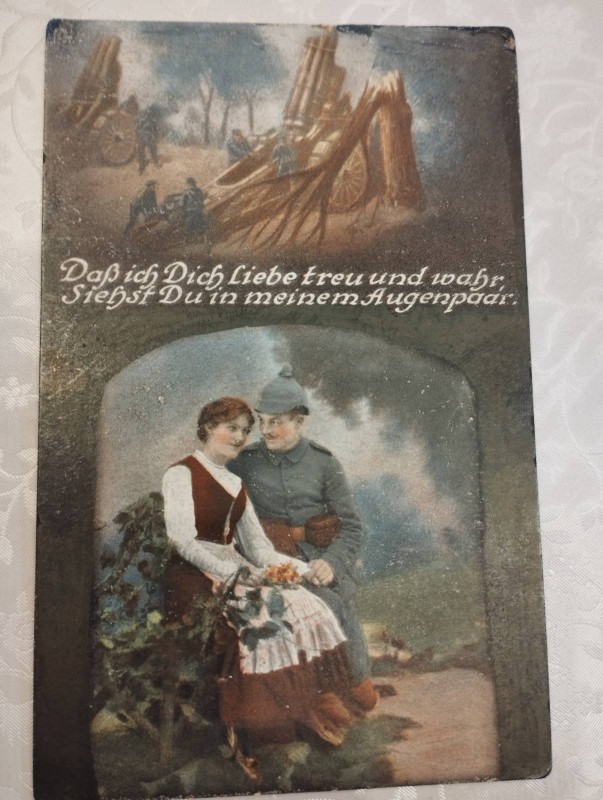 Daß ich Dich liebe treu und wahr,
Siehst Du in meinem Augenpaar.